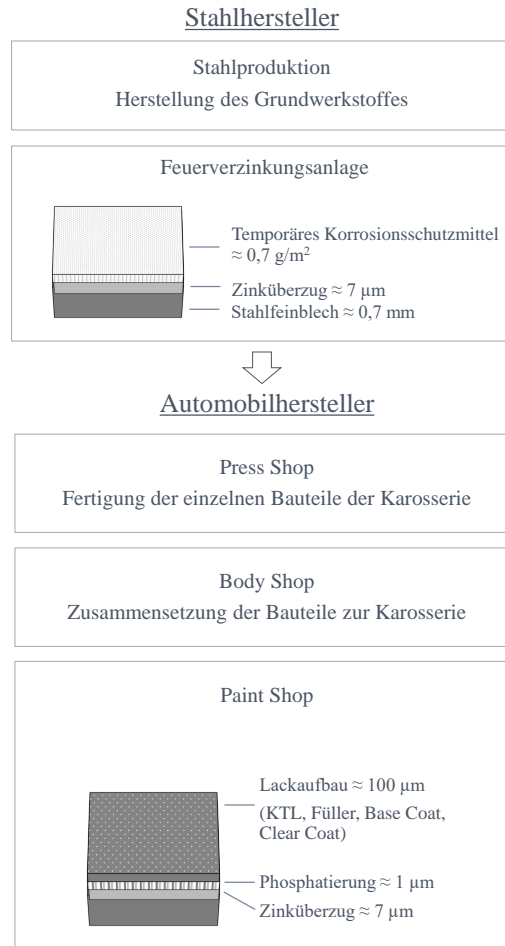 Stahlhersteller
Stahlproduktion
Herstellung des Grundwerkstoffes
Feuerverzinkungsanlage
Temporäres Korrosionsschutzmittel
≈ 0,7 g/m²
Zinküberzug ≈ 7 µm
Stahlfeinblech ≈ 0,7 mm
Automobilhersteller
Press Shop
Fertigung der einzelnen Bauteile der Karosserie
Body Shop
Zusammensetzung der Bauteile zur Karosserie
Paint Shop
Lackaufbau ≈ 100 µm
(KTL, Füller, Base Coat,
Clear Coat)
Phosphatierung ≈ 1 µm
Zinküberzug ≈ 7 µm